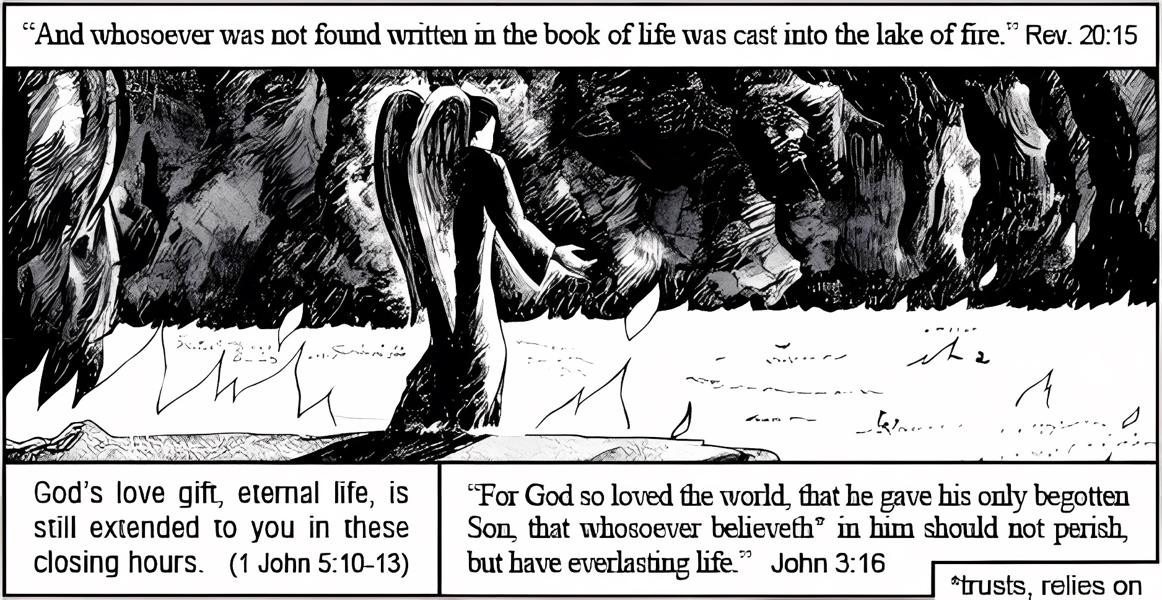 “And whosoever was not found written in the book of life was cast into the lake of fire.” Rev. 20:15
God's love gift, eternal life, is
still extended to you in these
closing hours. (1 John 5:10–13)
“For God so loved the world, that he gave his only begotten
Son, that whosoever believeth* in him should not perish,
but have everlasting life.” John 3:16
*trusts, relies on